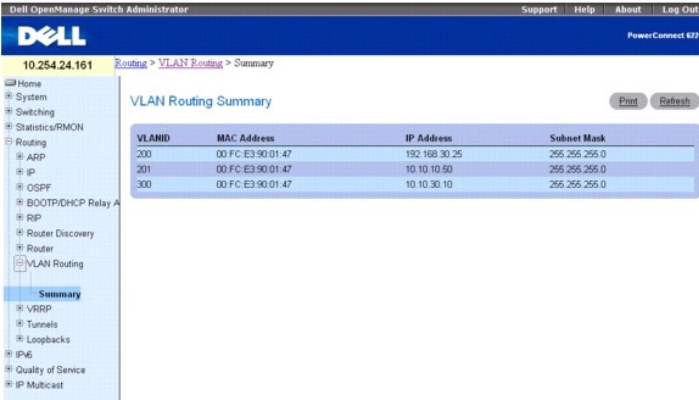 Dell OpenManage Switch Administrator Support Help About Log Out
DELL
PowerConnect 622
10.254.24.161 Routing > VLAN Routing > Summary
Home
System
Switching
Statistics/RMON
Routing
ARP
IP
OSPF
BOOTP/DHCP Relay A
RIP
Router Discovery
Router
VLAN Routing
Summary
VRRP
Tunnels
Loopbacks
IPv6
Quality of Service
IP Multicast
VLAN Routing Summary Print Refresh
VLANID MAC Address IP Address Subnet Mask
200 00:FC:E3:90:01:47 192.168.30.25 255.255.255.0
201 00:FC:E3:90:01:47 10.10.10.50 255.255.255.0
300 00:FC:E3:90:01:47 10.10.30.10 255.255.255.0